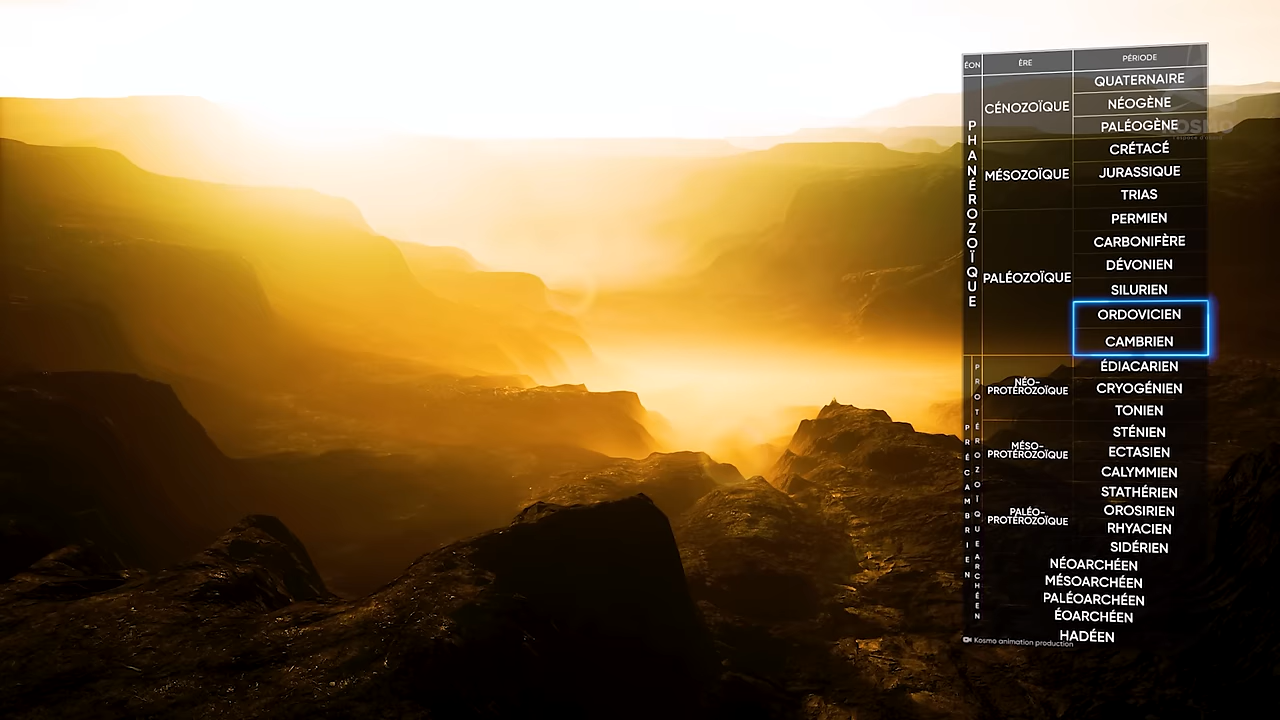 ÉON ÈRE PÉRIODE
PHANÉROZOÏQUE
CÉNOZOÏQUE
QUATERNAIRE
NÉOGÈNE
PALÉOGÈNE
KOSMO
MÉSOZOÏQUE
CRÉTACÉ
JURASSIQUE
TRIAS
PALÉOZOÏQUE
PERMIEN
CARBONIFÈRE
DÉVONIEN
SILURIEN
ORDOVICIEN
CAMBRIEN
PRÉCAMBRIEN
PROTÉROZOÏQUE
NÉO-
PROTÉROZOÏQUE
ÉDIACARIEN
CRYOGÉNIEN
TONIEN
MÉSO-
PROTÉROZOÏQUE
STÉNIEN
ECTASIEN
CALYMMIEN
PALÉO-
PROTÉROZOÏQUE
STATHÉRIEN
OROSIRIEN
RHYACIEN
SIDÉRIEN
ARCHÉEN
NÉOARCHÉEN
MÉSOARCHÉEN
PALÉOARCHÉEN
ÉOARCHÉEN
HADÉEN
Kosmo animation production